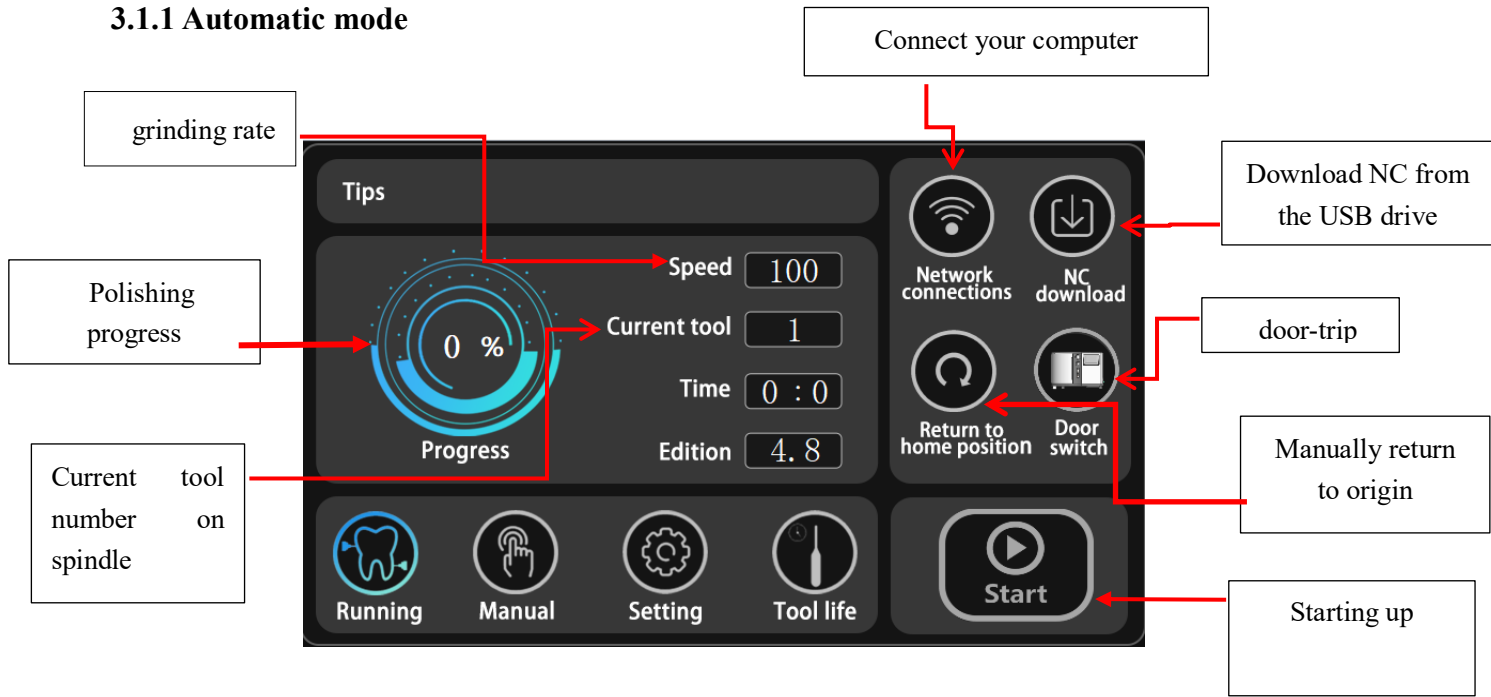 3.1.1 Automatic mode
Connect your computer
grinding rate
Download NC from
the USB drive
Polishing
progress
door-trip
Current tool
number on
spindle
Manually return
to origin
Starting up
Tips
Speed 100
Current tool 1
Time 0 : 0
Edition 4.8
0 %
Progress
Network
connections
NC
download
Return to
home position
Door
switch
Running
Manual
Setting
Tool life
Start